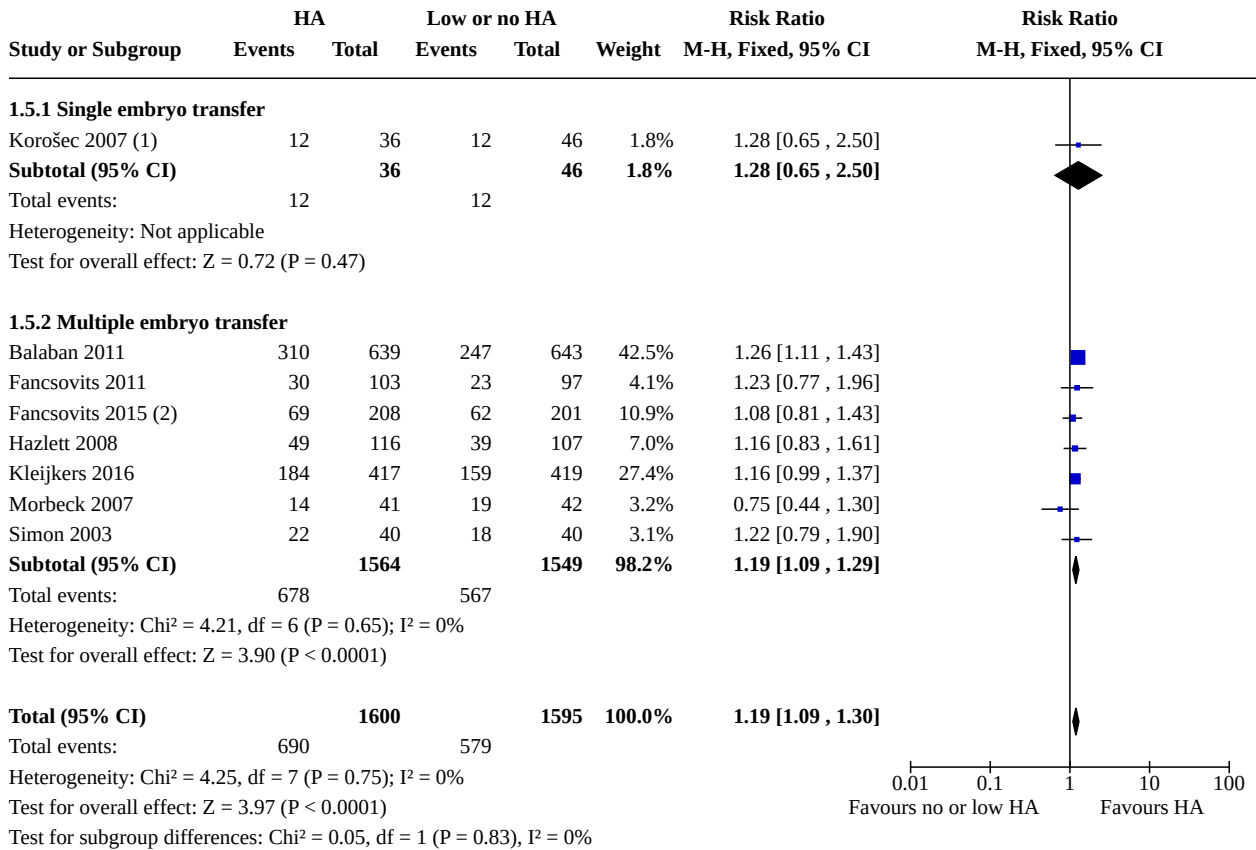 HA Low or no HA Risk Ratio Risk Ratio
Study or Subgroup Events Total Events Total Weight M-H, Fixed, 95% CI M-H, Fixed, 95% CI
1.5.1 Single embryo transfer
Korošec 2007 (1) 12 36 12 46 1.8% 1.28 [0.65 , 2.50]
Subtotal (95% CI) 36 46 1.8% 1.28 [0.65 , 2.50]
Total events: 12 12
Heterogeneity: Not applicable
Test for overall effect: Z = 0.72 (P = 0.47)
1.5.2 Multiple embryo transfer
Balaban 2011 310 639 247 643 42.5% 1.26 [1.11 , 1.43]
Fancsovits 2011 30 103 23 97 4.1% 1.23 [0.77 , 1.96]
Fancsovits 2015 (2) 69 208 62 201 10.9% 1.08 [0.81 , 1.43]
Hazlett 2008 49 116 39 107 7.0% 1.16 [0.83 , 1.61]
Kleijkers 2016 184 417 159 419 27.4% 1.16 [0.99 , 1.37]
Morbeck 2007 14 41 19 42 3.2% 0.75 [0.44 , 1.30]
Simon 2003 22 40 18 40 3.1% 1.22 [0.79 , 1.90]
Subtotal (95% CI) 1564 1549 98.2% 1.19 [1.09 , 1.29]
Total events: 678 567
Heterogeneity: Chi² = 4.21, df = 6 (P = 0.65); I² = 0%
Test for overall effect: Z = 3.90 (P < 0.0001)
Total (95% CI) 1600 1595 100.0% 1.19 [1.09 , 1.30]
Total events: 690 579
Heterogeneity: Chi² = 4.25, df = 7 (P = 0.75); I² = 0%
0.01 0.1 1 10 100
Test for overall effect: Z = 3.97 (P < 0.0001)
Favours no or low HA Favours HA
Test for subgroup differences: Chi² = 0.05, df = 1 (P = 0.83), I² = 0%